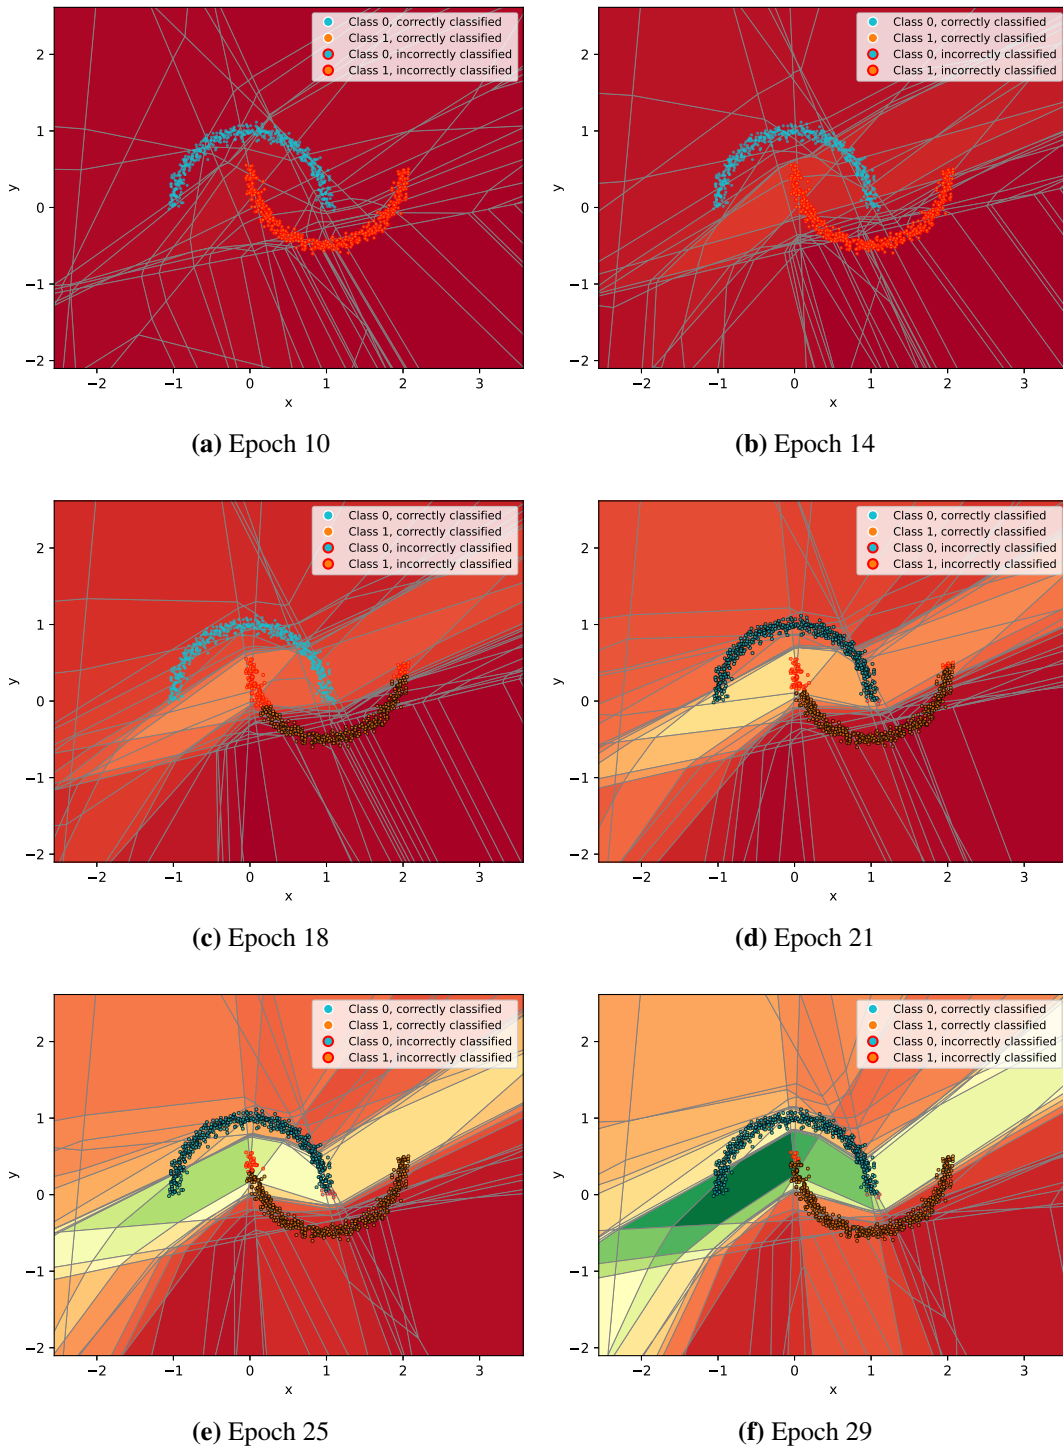 Class 0, correctly classified
Class 1, correctly classified
Class 0, incorrectly classified
Class 1, incorrectly classified
2
1
0
−1
−2
y
−2 −1 0 1 2 3
x
(a) Epoch 10
Class 0, correctly classified
Class 1, correctly classified
Class 0, incorrectly classified
Class 1, incorrectly classified
2
1
0
−1
−2
y
−2 −1 0 1 2 3
x
(b) Epoch 14
Class 0, correctly classified
Class 1, correctly classified
Class 0, incorrectly classified
Class 1, incorrectly classified
2
1
0
−1
−2
y
−2 −1 0 1 2 3
x
(c) Epoch 18
Class 0, correctly classified
Class 1, correctly classified
Class 0, incorrectly classified
Class 1, incorrectly classified
2
1
0
−1
−2
y
−2 −1 0 1 2 3
x
(d) Epoch 21
Class 0, correctly classified
Class 1, correctly classified
Class 0, incorrectly classified
Class 1, incorrectly classified
2
1
0
−1
−2
y
−2 −1 0 1 2 3
x
(e) Epoch 25
Class 0, correctly classified
Class 1, correctly classified
Class 0, incorrectly classified
Class 1, incorrectly classified
2
1
0
−1
−2
y
−2 −1 0 1 2 3
x
(f) Epoch 29